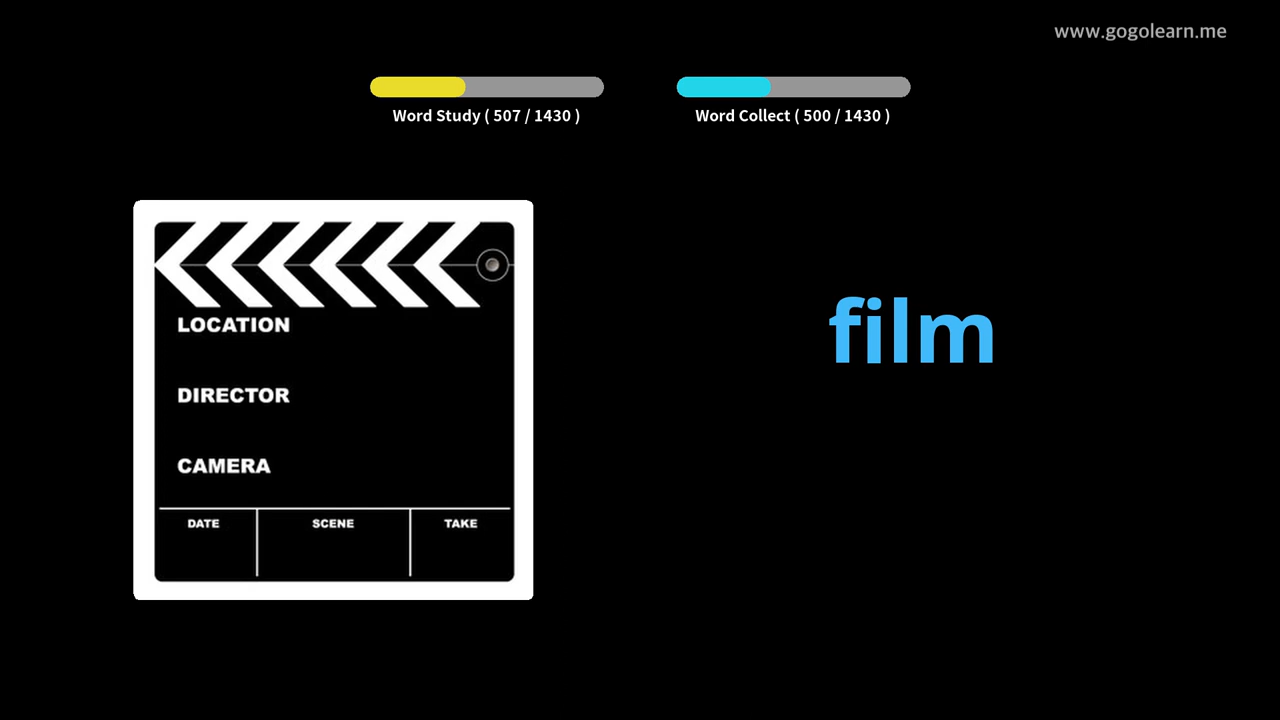 www.gogolearn.me
Word Study ( 507 / 1430 )
Word Collect ( 500 / 1430 )
LOCATION
DIRECTOR
CAMERA
DATE
SCENE
TAKE
film